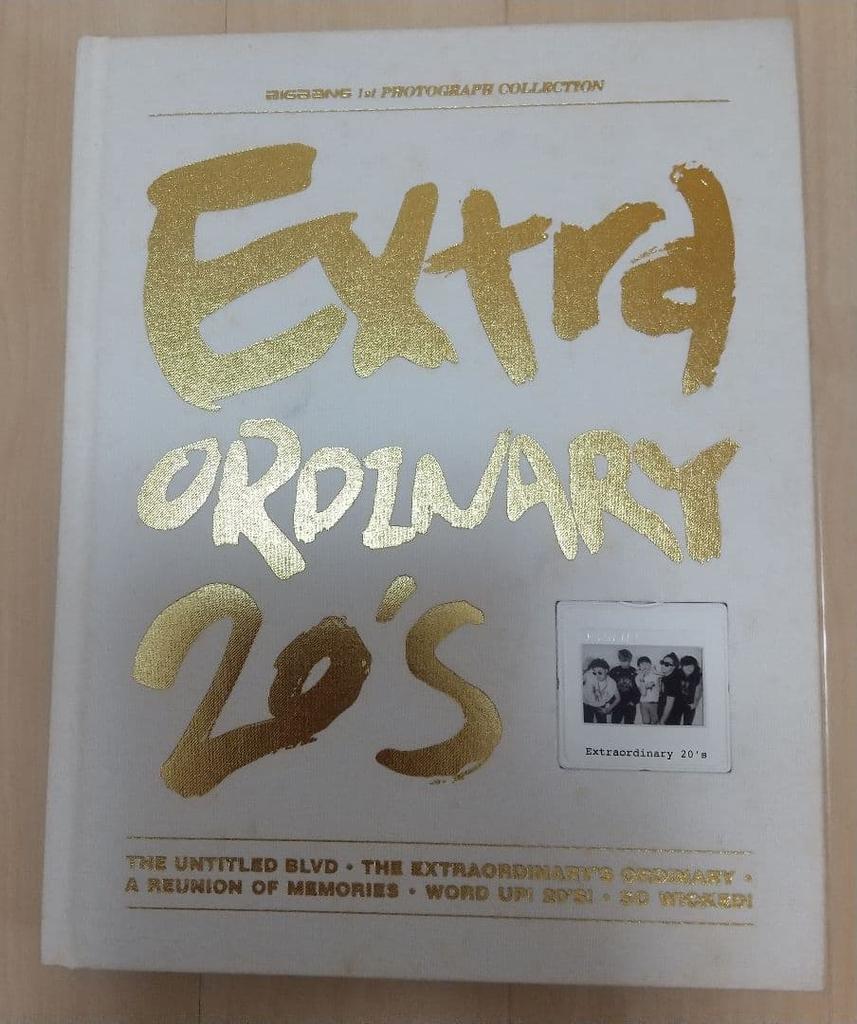 BIGBANG 1st PHOTOGRAPH COLLECTION
Extra
ORDINARY
20's
Extraordinary 20's
THE UNTITLED BLVD • THE EXTRAORDINARY'S ORDINARY •
A REUNION OF MEMORIES • WORD UP! 20'S! • SO WICKED!